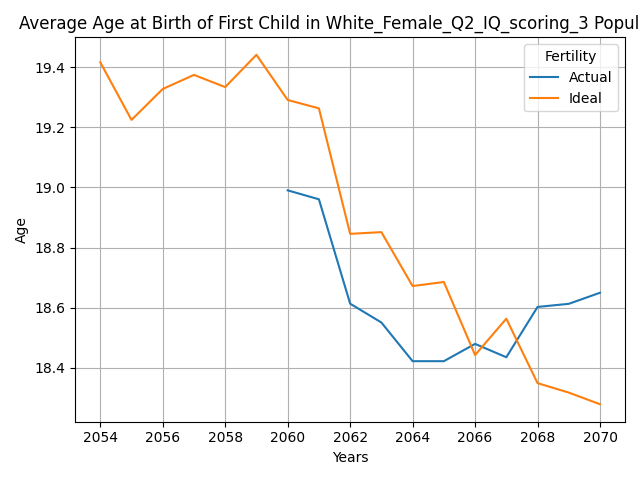 Average Age at Birth of First Child in White_Female_Q2_IQ_scoring_3 Popul
Fertility
Actual
Ideal
19.4
19.2
19.0
18.8
18.6
18.4
Age
2054 2056 2058 2060 2062 2064 2066 2068 2070
Years